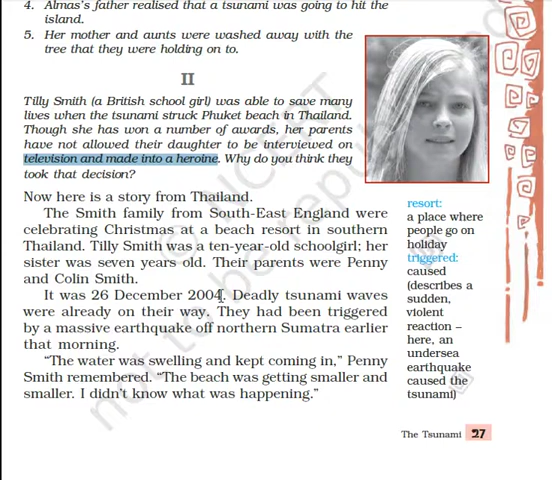 4. Almas's father realised that a tsunami was going to hit the
island.
5. Her mother and aunts were washed away with the
tree that they were holding on to.
II
Tilly Smith (a British school girl) was able to save many
lives when the tsunami struck Phuket beach in Thailand.
Though she has won a number of awards, her parents
have not allowed their daughter to be interviewed on
television and made into a heroine. Why do you think they
took that decision?
Now here is a story from Thailand.
The Smith family from South-East England were
celebrating Christmas at a beach resort in southern
Thailand. Tilly Smith was a ten-year-old schoolgirl; her
sister was seven years old. Their parents were Penny
and Colin Smith.
It was 26 December 2004. Deadly tsunami waves
were already on their way. They had been triggered
by a massive earthquake off northern Sumatra earlier
that morning.
"The water was swelling and kept coming in," Penny
Smith remembered. "The beach was getting smaller and
smaller. I didn't know what was happening."
resort:
a place where
people go on
holiday
triggered:
caused
(describes a
sudden,
violent
reaction –
here, an
undersea
earthquake
caused the
tsunami)
The Tsunami 27
© NCERT
not to be republished